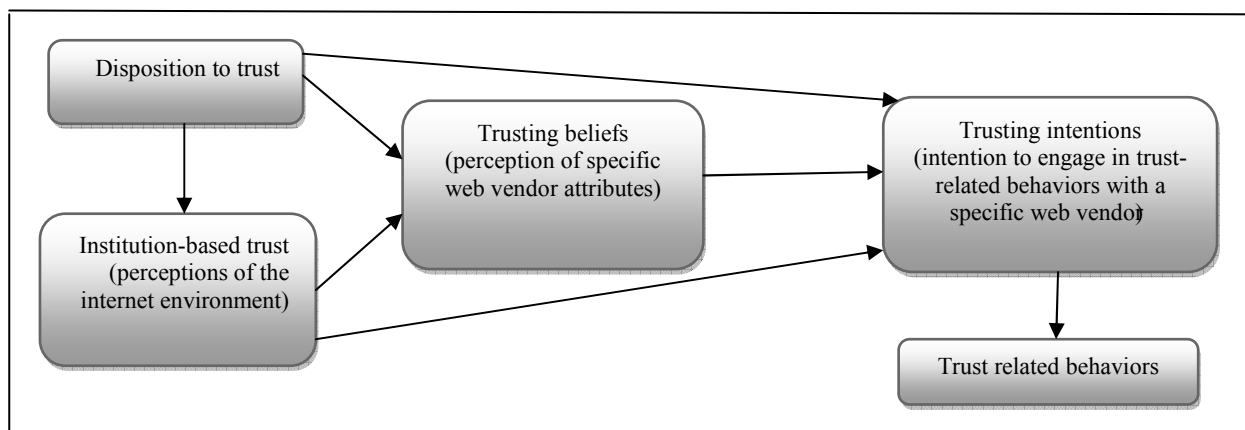 Disposition to trust
Trusting beliefs
(perception of specific
web vendor attributes)
Trusting intentions
(intention to engage in trust-
related behaviors with a
specific web vendor)
Institution-based trust
(perceptions of the
internet environment)
Trust related behaviors